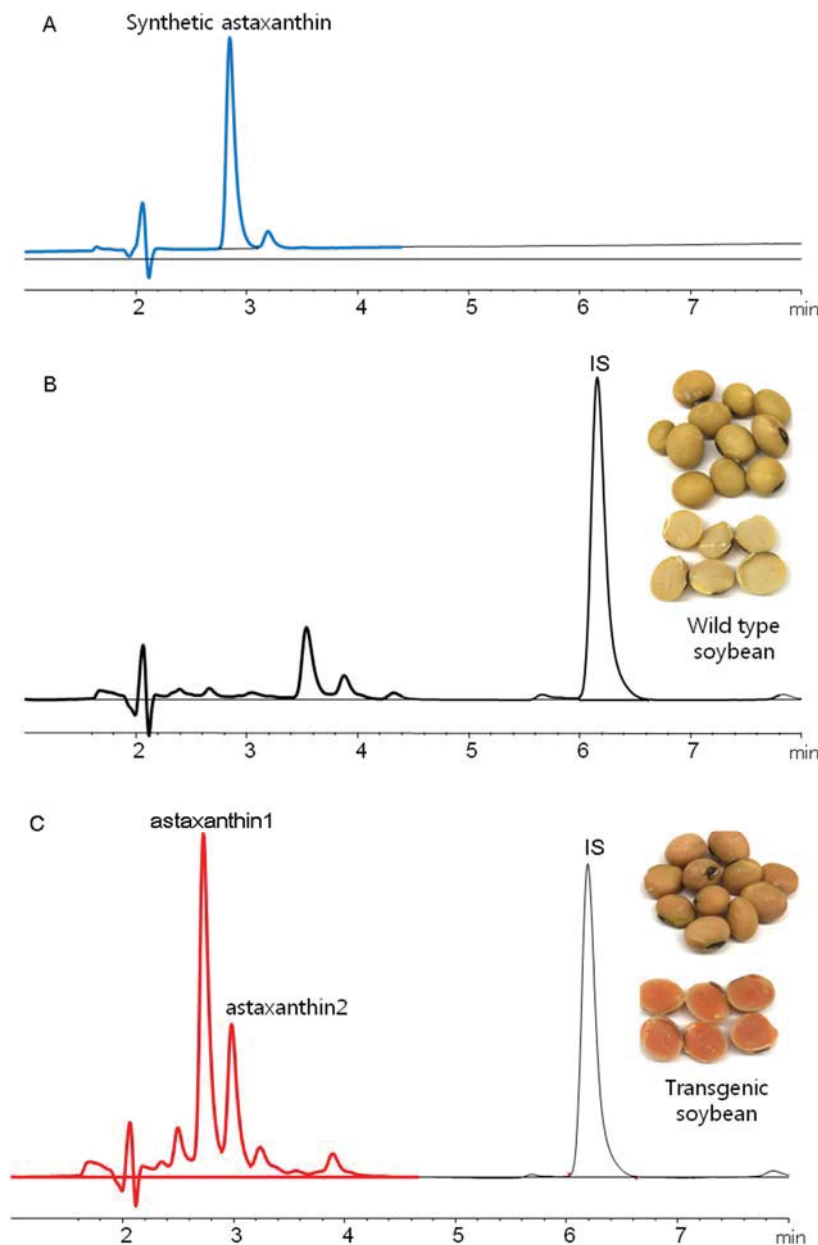 A
Synthetic astaxanthin
2 3 4 5 6 7 min
B
IS
Wild type
soybean
2 3 4 5 6 7 min
C
astaxanthin1
IS
astaxanthin2
Transgenic
soybean
2 3 4 5 6 7 min